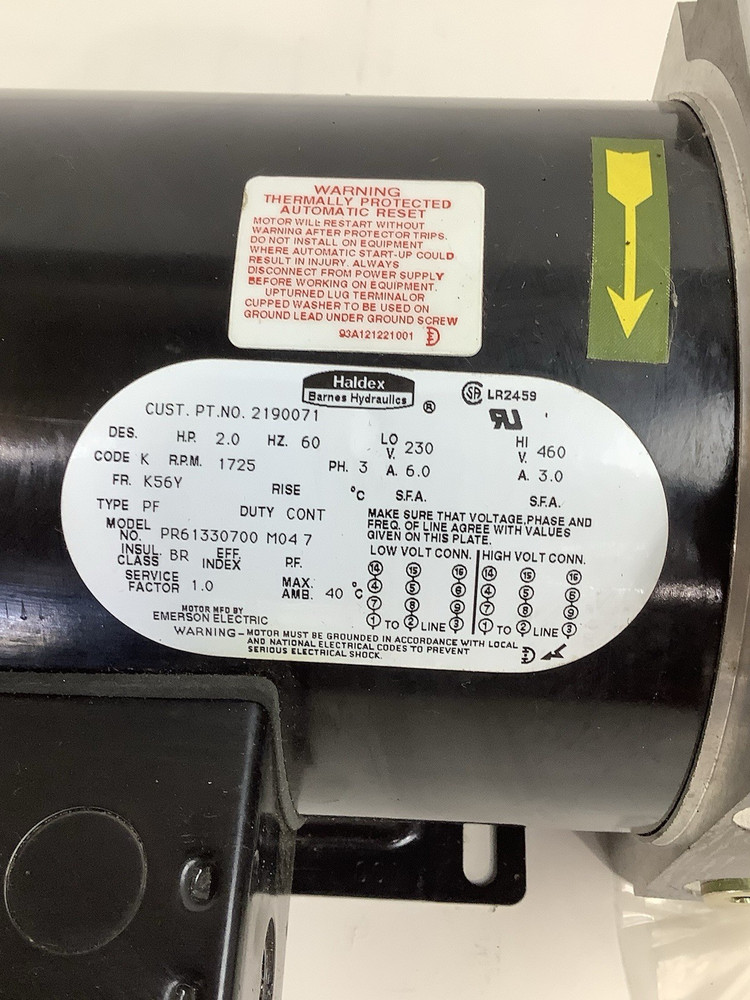 WARNING
THERMALLY PROTECTED
AUTOMATIC RESET
MOTOR WILL RESTART WITHOUT
WARNING AFTER PROTECTOR TRIPS.
DO NOT INSTALL ON EQUIPMENT
WHERE AUTOMATIC START-UP COULD
RESULT IN INJURY. ALWAYS
DISCONNECT FROM POWER SUPPLY
BEFORE WORKING ON EQUIPMENT.
UPTURNED LUG TERMINAL OR
CUPPED WASHER TO BE USED ON
GROUND LEAD UNDER GROUND SCREW
93A121221001
Haldex
Barnes Hydraulics ®
LR2459
CUST. PT.NO. 2190071
DES. H.P. 2.0 HZ. 60 LO V. 230 HI V. 460
CODE K R.P.M. 1725 PH. 3 A. 6.0 A. 3.0
FR. K56Y RISE °C S.F.A. S.F.A.
TYPE PF DUTY CONT
MODEL NO. PR61330700 M04 7
INSUL. CLASS BR EFF. INDEX P.F.
SERVICE FACTOR 1.0 MAX. AMB. 40 °C
MAKE SURE THAT VOLTAGE,PHASE AND
FREQ. OF LINE AGREE WITH VALUES
GIVEN ON THIS PLATE.
LOW VOLT CONN. HIGH VOLT CONN.
14 15 16 14 15 16
4 5 6 4 5 6
7 8 9 7 8 9
1 TO 2 LINE 3 1 TO 2 LINE 3
MOTOR MFD BY
EMERSON ELECTRIC
WARNING - MOTOR MUST BE GROUNDED IN ACCORDANCE WITH LOCAL
AND NATIONAL ELECTRICAL CODES TO PREVENT
SERIOUS ELECTRICAL SHOCK.